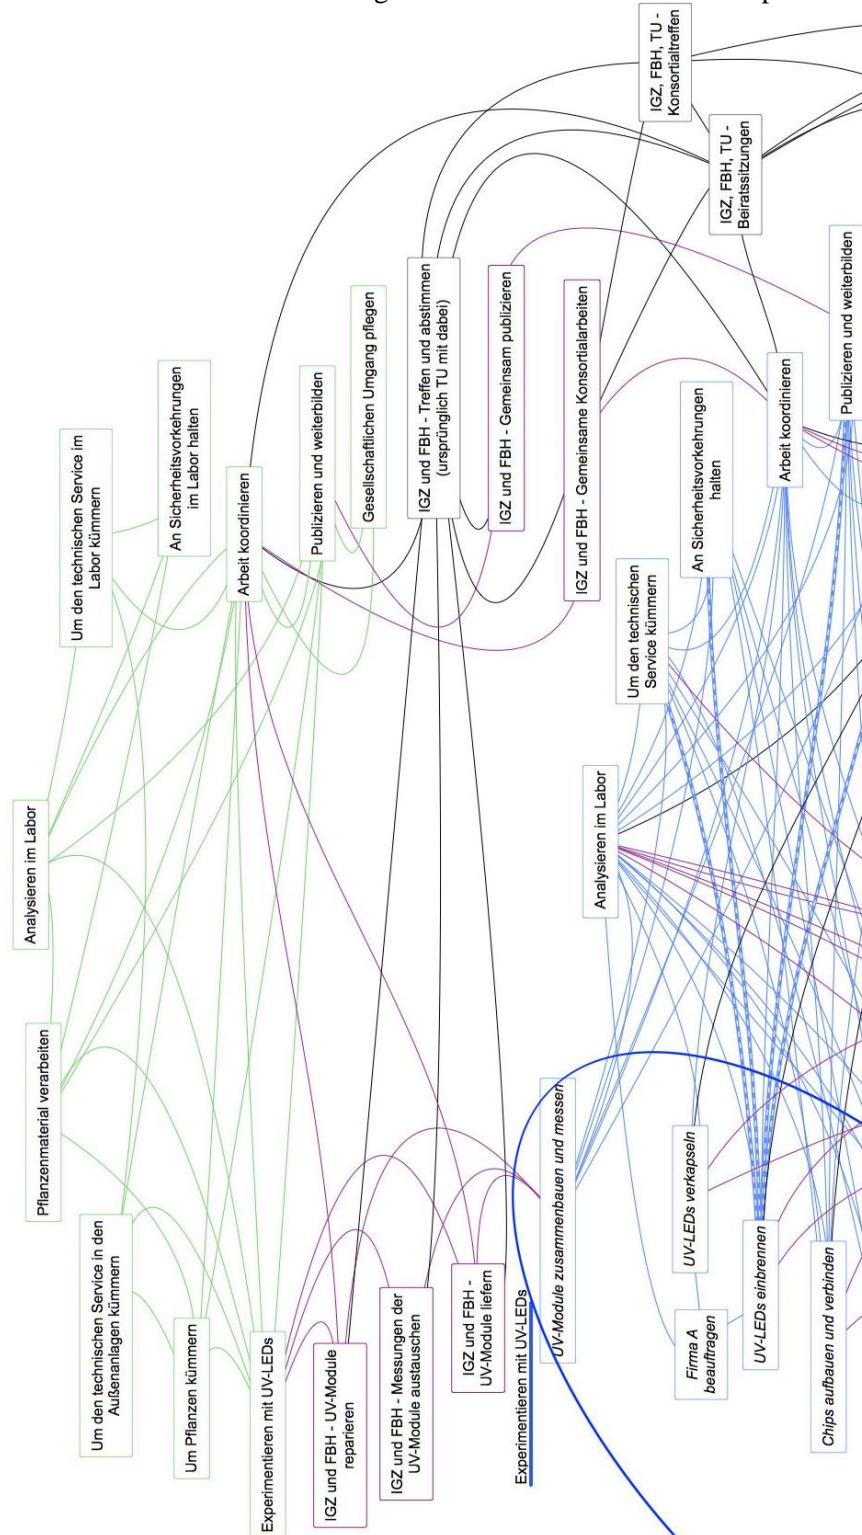 IGZ, FBH, TU -
Konsortialtreffen
IGZ, FBH, TU -
Beiratssitzungen
Um den technischen Service im
Labor kümmern
An Sicherheitsvorkehrungen
im Labor halten
Arbeit koordinieren
Publizieren und weiterbilden
Gesellschaftlichen Umgang pflegen
IGZ und FBH - Treffen und abstimmen
(ursprünglich TU mit dabei)
IGZ und FBH - Gemeinsam publizieren
IGZ und FBH - Gemeinsame Konsortialarbeiten
Um den technischen
Service kümmern
An Sicherheitsvorkehrungen
halten
Arbeit koordinieren
Publizieren und weiterbilden
Analysieren im Labor
Analysieren im Labor
Pflanzenmaterial verarbeiten
Um den technischen Service in den
Außenanlagen kümmern
Um Pflanzen kümmern
Experimentieren mit UV-LEDs
IGZ und FBH - UV-Module
reparieren
IGZ und FBH - Messungen der
UV-Module austauschen
IGZ und FBH -
UV-Module liefern
Experimentieren mit UV-LEDs
UV-Module zusammenbauen und messen
UV-LEDs verkapseln
Firma A
beauftragen
UV-LEDs einbrennen
Chips aufbauen und verbinden